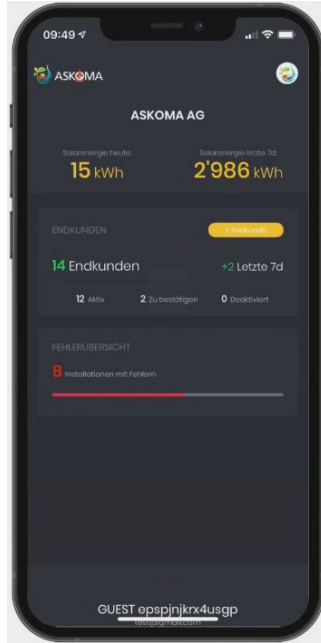 09:49
ASKOMA
ASKOMA AG
Solarenergie heute
Solarenergie letzte 7d
15 kWh
2'986 kWh
ENDKUNDEN
+ Endkunde
14 Endkunden
+2 Letzte 7d
12 Aktiv
2 Zu bestätigen
0 Deaktiviert
FEHLERÜBERSICHT
8 Installationen mit Fehlern
GUEST epspjnjkrx4usgp